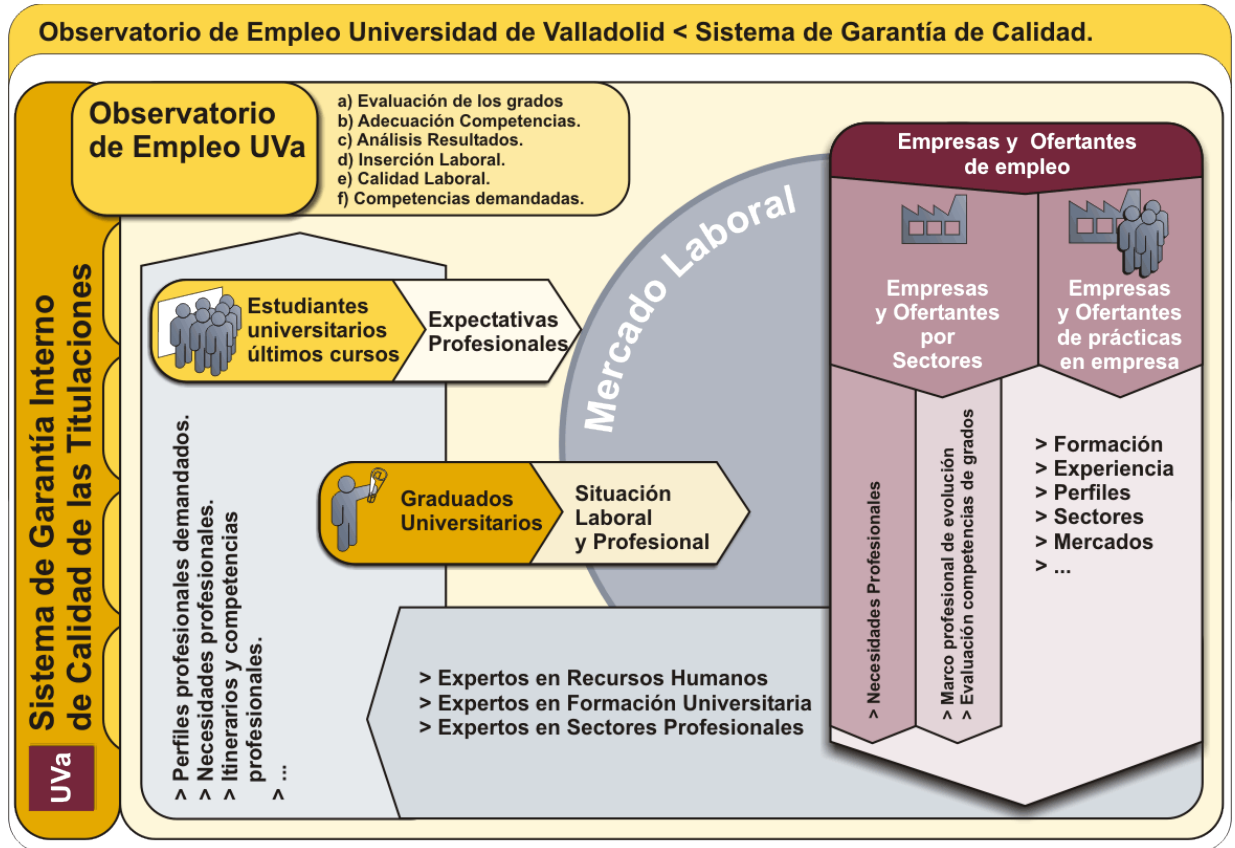 Observatorio de Empleo Universidad de Valladolid < Sistema de Garantía de Calidad.
Sistema de Garantía Interno
de Calidad de las Titulaciones
UVa
Observatorio
de Empleo UVa
a) Evaluación de los grados
b) Adecuación Competencias.
c) Análisis Resultados.
d) Inserción Laboral.
e) Calidad Laboral.
f) Competencias demandadas.
Estudiantes
universitarios
últimos cursos
Expectativas
Profesionales
Graduados
Universitarios
Situación
Laboral
y Profesional
Mercado Laboral
> Perfiles profesionales demandados.
> Necesidades profesionales.
> Itinerarios y competencias
profesionales.
> ...
> Expertos en Recursos Humanos
> Expertos en Formación Universitaria
> Expertos en Sectores Profesionales
Empresas y Ofertantes
de empleo
Empresas
y Ofertantes
por
Sectores
Empresas
y Ofertantes
de prácticas
en empresa
> Necesidades Profesionales
> Marco profesional de evolución
> Evaluación competencias de grados
> Formación
> Experiencia
> Perfiles
> Sectores
> Mercados
> ...